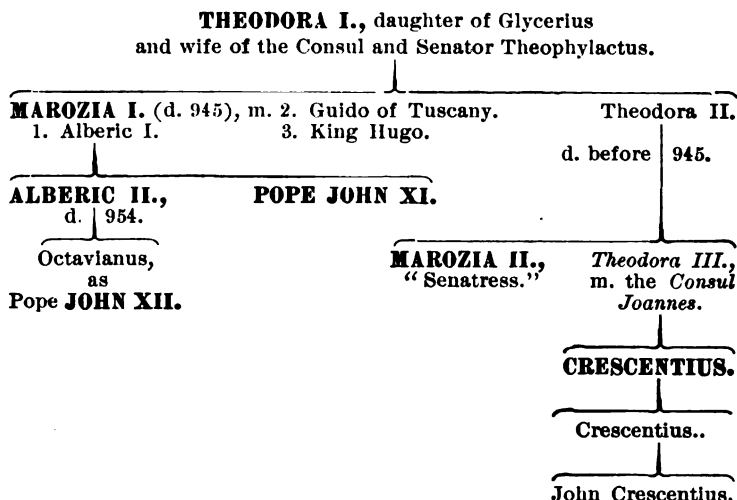 THEODORA I., daughter of Glycerius
and wife of the Consul and Senator Theophylactus.
MAROZIA I. (d. 945), m. 2. Guido of Tuscany.
1. Alberic I. 3. King Hugo.
Theodora II.
d. before 945.
ALBERIC II., POPE JOHN XI.
d. 954.
Octavianus,
as
Pope JOHN XII.
MAROZIA II.,
"Senatress."
Theodora III.,
m. the Consul
Joannes.
CRESCENTIUS.
Crescentius..
John Crescentius.